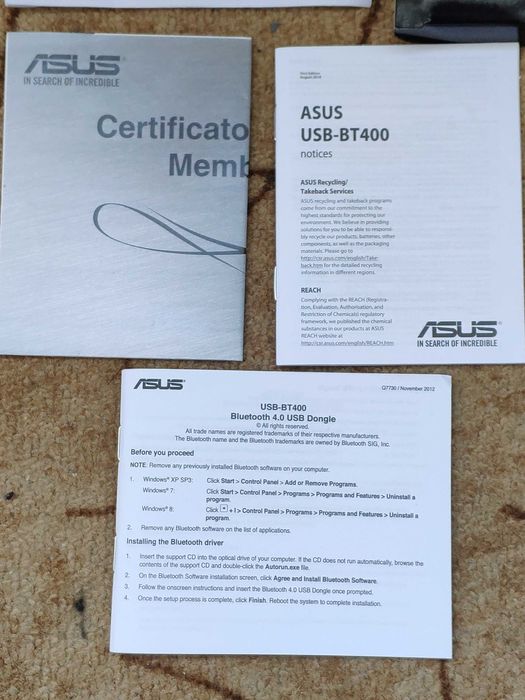 ASUS
IN SEARCH OF INCREDIBLE
Certificato
Memb
First Edition
August 2014
ASUS
USB-BT400
notices
ASUS Recycling/
Takeback Services
ASUS recycling and takeback programs
come from our commitment to the
highest standards for protecting our
environment. We believe in providing
solutions for you to be able to responsi-
bly recycle our products, batteries, other
components, as well as the packaging
materials. Please go to
http://csr.asus.com/english/Take-
back.htm for the detailed recycling
information in different regions.
REACH
Complying with the REACH (Registra-
tion, Evaluation, Authorisation, and
Restriction of Chemicals) regulatory
framework, we published the chemical
substances in our products at ASUS
REACH website at
http://csr.asus.com/english/REACH.htm
ASUS
IN SEARCH OF INCREDIBLE
ASUS
Q7736 / November 2012
USB-BT400
Bluetooth 4.0 USB Dongle
© All rights reserved.
All trade names are registered trademarks of their respective manufacturers.
The Bluetooth name and the Bluetooth trademarks are owned by Bluetooth SIG, Inc.
Before you proceed
NOTE: Remove any previously installed Bluetooth software on your computer.
1. Windows® XP SP3: Click Start > Control Panel > Add or Remove Programs.
Windows® 7: Click Start > Control Panel > Programs > Programs and Features > Uninstall a
program.
Windows® 8: Click + I > Control Panel > Programs > Programs and Features > Uninstall a
program.
2. Remove any Bluetooth software on the list of applications.
Installing the Bluetooth driver
1. Insert the support CD into the optical drive of your computer. If the CD does not run automatically, browse the
contents of the support CD and double-click the Autorun.exe file.
2. On the Bluetooth Software installation screen, click Agree and Install Bluetooth Software.
3. Follow the onscreen instructions and insert the Bluetooth 4.0 USB Dongle once prompted.
4. Once the setup process is complete, click Finish. Reboot the system to complete installation.